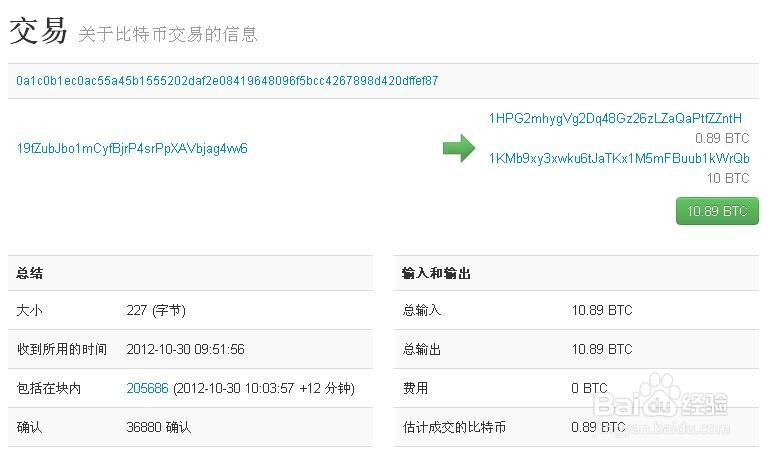 交易 关于比特币交易的信息
0a1c0b1ec0ac55a45b1555202daf2e08419648096f5bcc4267898d420dffef87
19fZubJbo1mCyfBjrP4srPpXAVbjag4vw6
1HPG2mhygVg2Dq48Gz26zLZaQaPtfZZntH
0.89 BTC
1KMb9xy3xwku6tJaTKx1M5mFBuub1kWrQb
10 BTC
10.89 BTC
总结
大小 227 (字节)
收到所用的时间 2012-10-30 09:51:56
包括在块内 205686 (2012-10-30 10:03:57 +12 分钟)
确认 36880 确认
输入和输出
总输入 10.89 BTC
总输出 10.89 BTC
费用 0 BTC
估计成交的比特币 0.89 BTC
Baidu 经验
jingyan.baidu.com